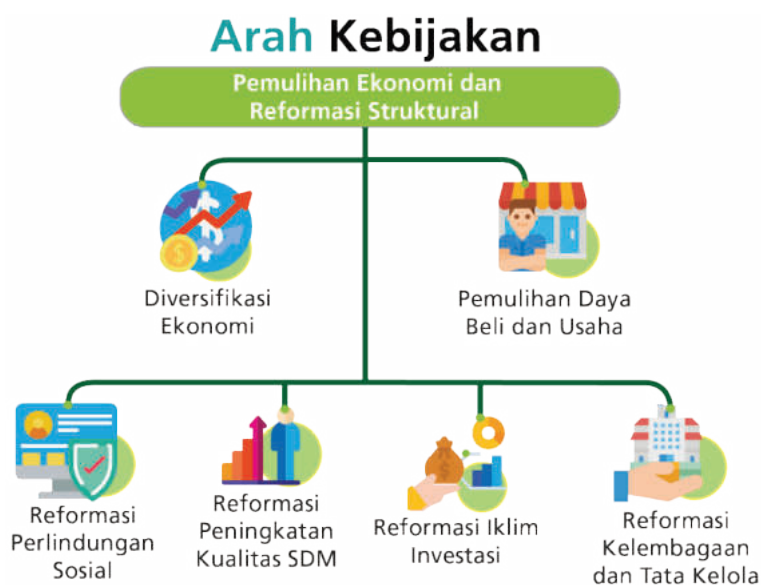 Arah Kebijakan
Pemulihan Ekonomi dan
Reformasi Struktural
Diversifikasi
Ekonomi
Pemulihan Daya
Beli dan Usaha
Reformasi
Perlindungan
Sosial
Reformasi
Peningkatan
Kualitas SDM
Reformasi Iklim
Investasi
Reformasi
Kelembagaan
dan Tata Kelola